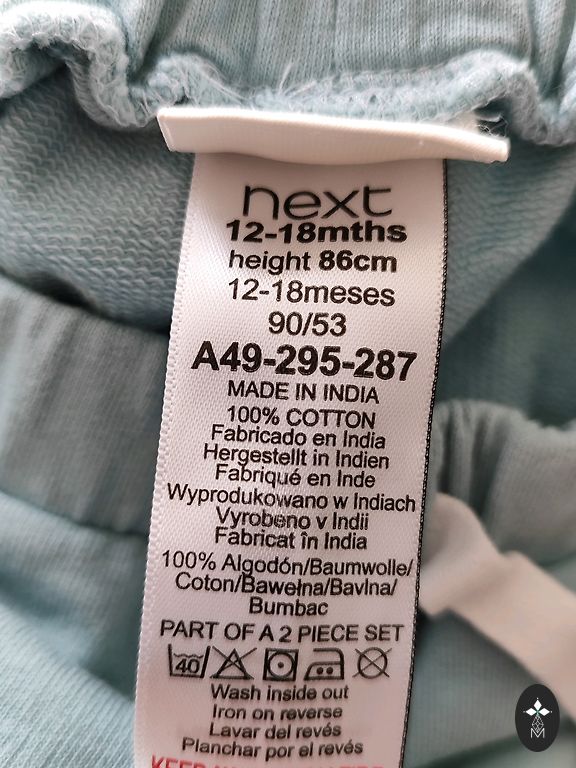 next
12-18mths
height 86cm
12-18meses
90/53
A49-295-287
MADE IN INDIA
100% COTTON
Fabricado en India
Hergestellt in Indien
Fabriqué en Inde
Wyprodukowano w Indiach
Vyrobeno v Indii
Fabricat în India
100% Algodón/Baumwolle/
Coton/Bawełna/Bavlna/
Bumbac
PART OF A 2 PIECE SET
40
Wash inside out
Iron on reverse
Lavar del revés
Planchar por el revés
KEEP
M